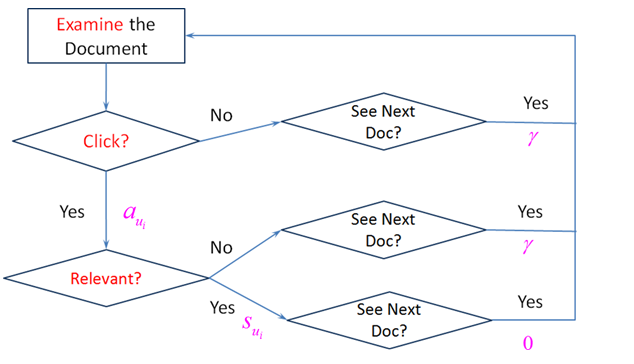 Examine the
Document
No
See Next
Doc?
Yes
γ
Click?
Yes
a_{u_i}
No
See Next
Doc?
Yes
γ
Relevant?
Yes
s_{u_i}
See Next
Doc?
Yes
0